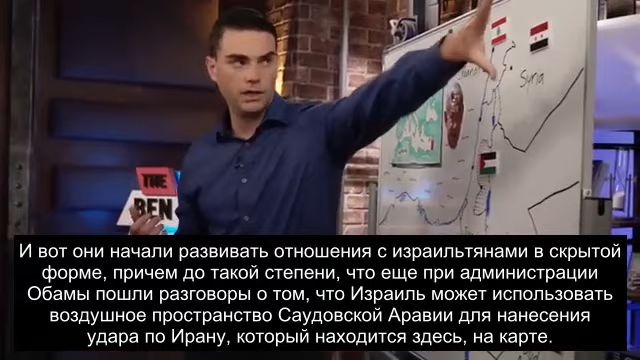 Syria
THE
BEN
И вот они начали развивать отношения с израильтянами в скрытой
форме, причем до такой степени, что еще при администрации
Обамы пошли разговоры о том, что Израиль может использовать
воздушное пространство Саудовской Аравии для нанесения
удара по Ирану, который находится здесь, на карте.